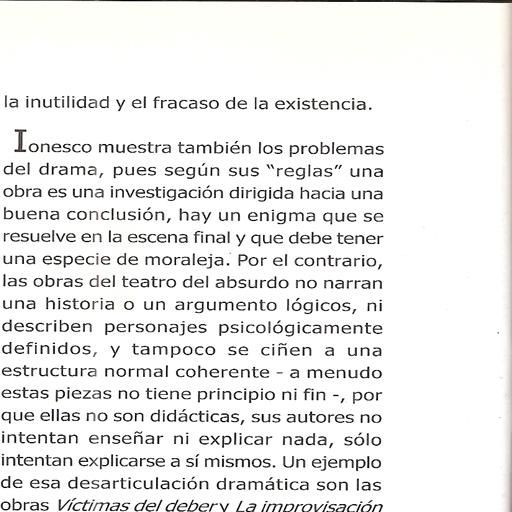 la inutilidad y el fracaso de la existencia.
Ionesco muestra también los problemas
del drama, pues según sus “reglas” una
obra es una investigación dirigida hacia una
buena conclusión, hay un enigma que se
resuelve en la escena final y que debe tener
una especie de moraleja. Por el contrario,
las obras del teatro del absurdo no narran
una historia o un argumento lógicos, ni
describen personajes psicológicamente
definidos, y tampoco se ciñen a una
estructura normal coherente - a menudo
estas piezas no tiene principio ni fin -, por
que ellas no son didácticas, sus autores no
intentan enseñar ni explicar nada, sólo
intentan explicarse a sí mismos. Un ejemplo
de esa desarticulación dramática son las
obras Víctimas del deber y La improvisación